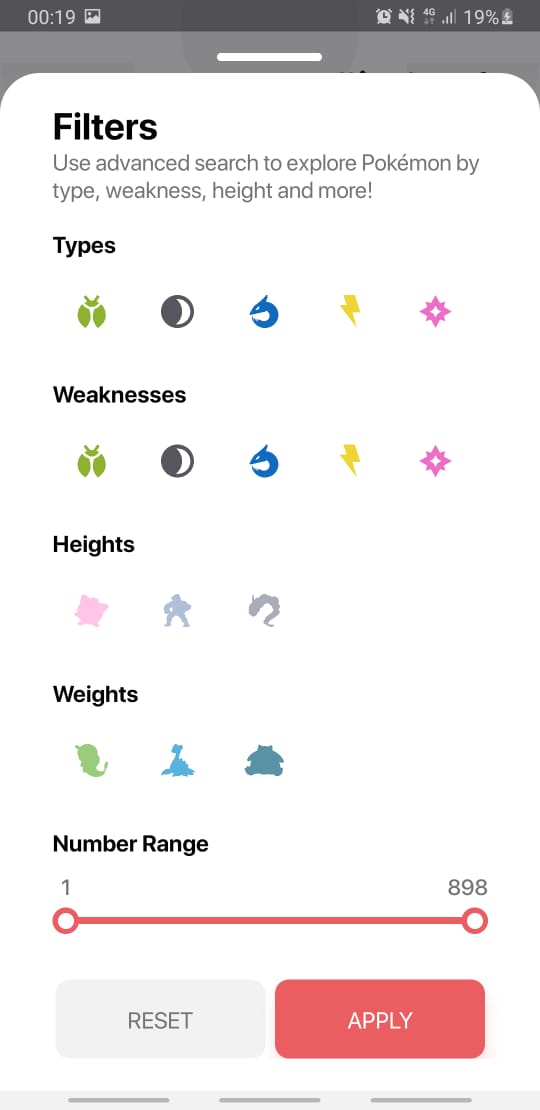 00:19 4G 19%
Filters
Use advanced search to explore Pokémon by
type, weakness, height and more!
Types
Weaknesses
Heights
Weights
Number Range
1 898
RESET APPLY